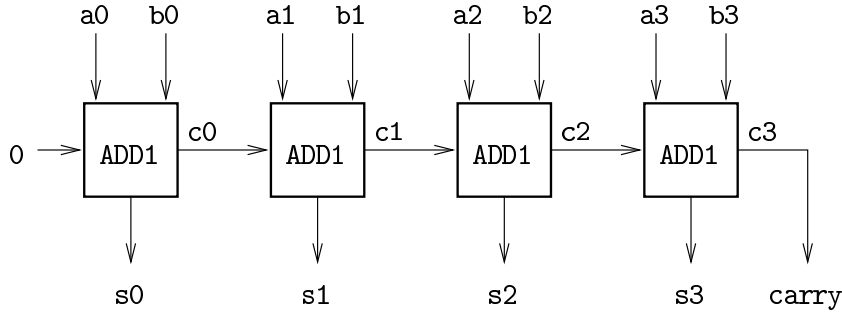 a0 b0 a1 b1 a2 b2 a3 b3
c0 c1 c2 c3
0 ADD1 ADD1 ADD1 ADD1
s0 s1 s2 s3 carry